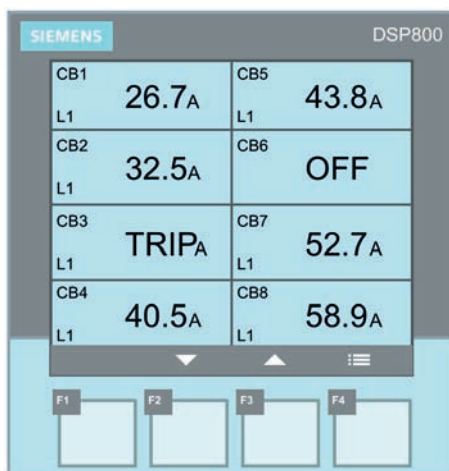 SIEMENS
DSP800
CB1
26.7A
L1
CB5
43.8A
L1
CB2
32.5A
L1
CB6
OFF
CB3
TRIPA
L1
CB7
52.7A
L1
CB4
40.5A
L1
CB8
58.9A
L1
F1
F2
F3
F4